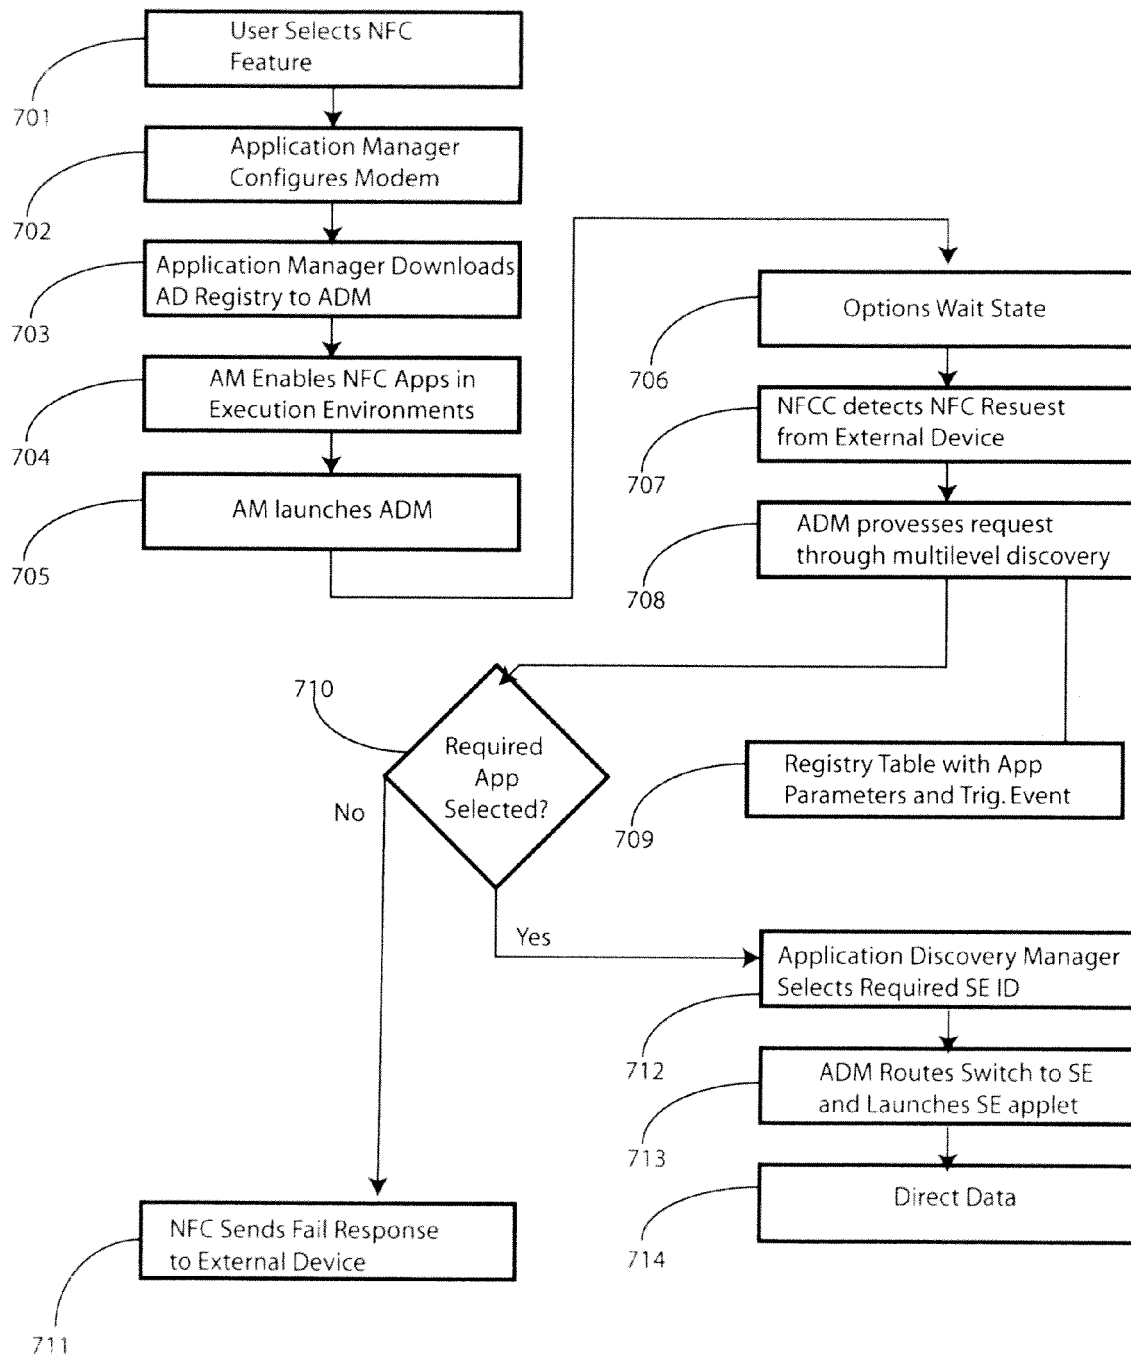 User Selects NFC
Feature
701
Application Manager
Configures Modem
702
Application Manager Downloads
AD Registry to ADM
703
AM Enables NFC Apps in
Execution Environments
704
AM launches ADM
705
Options Wait State
706
NFCC detects NFC Resuest
from External Device
707
ADM provesses request
through multilevel discovery
708
Registry Table with App
Parameters and Trig. Event
709
710
Required
App
Selected?
No
Yes
NFC Sends Fail Response
to External Device
711
Application Discovery Manager
Selects Required SE ID
712
ADM Routes Switch to SE
and Launches SE applet
713
Direct Data
714